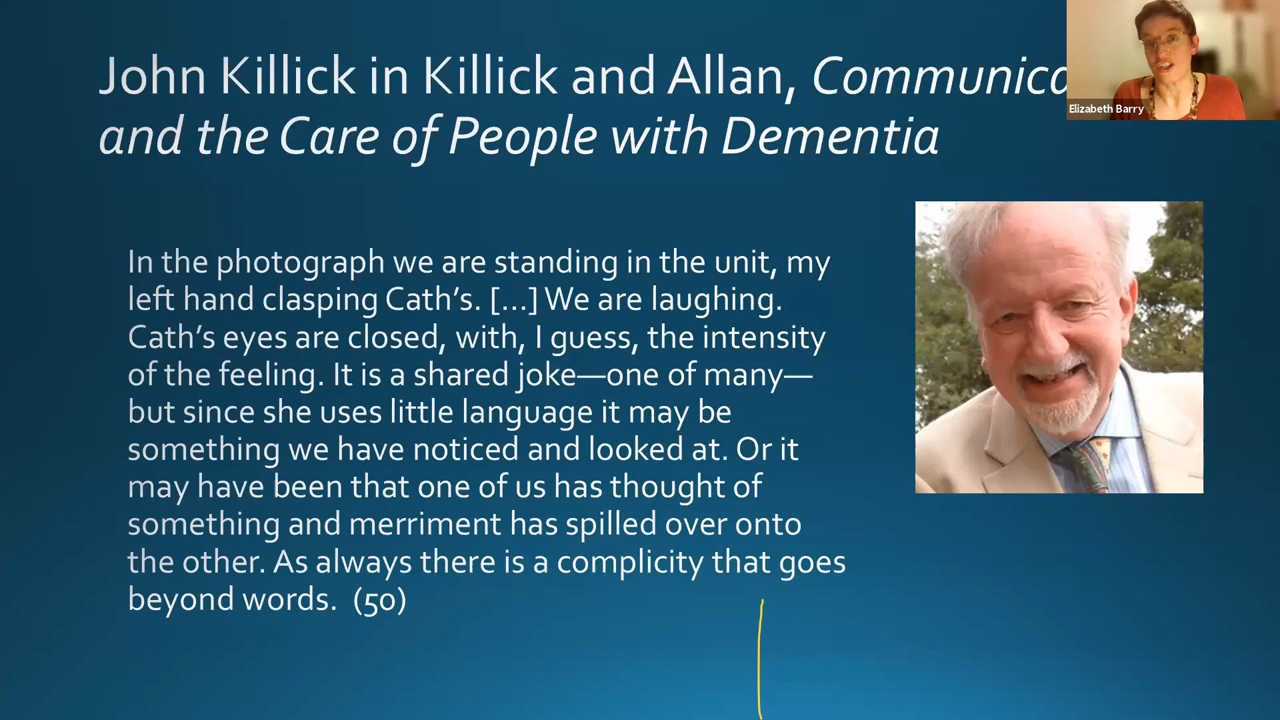 John Killick in Killick and Allan, Communica
and the Care of People with Dementia
Elizabeth Barry
In the photograph we are standing in the unit, my
left hand clasping Cath’s. […] We are laughing.
Cath’s eyes are closed, with, I guess, the intensity
of the feeling. It is a shared joke—one of many—
but since she uses little language it may be
something we have noticed and looked at. Or it
may have been that one of us has thought of
something and merriment has spilled over onto
the other. As always there is a complicity that goes
beyond words. (50)